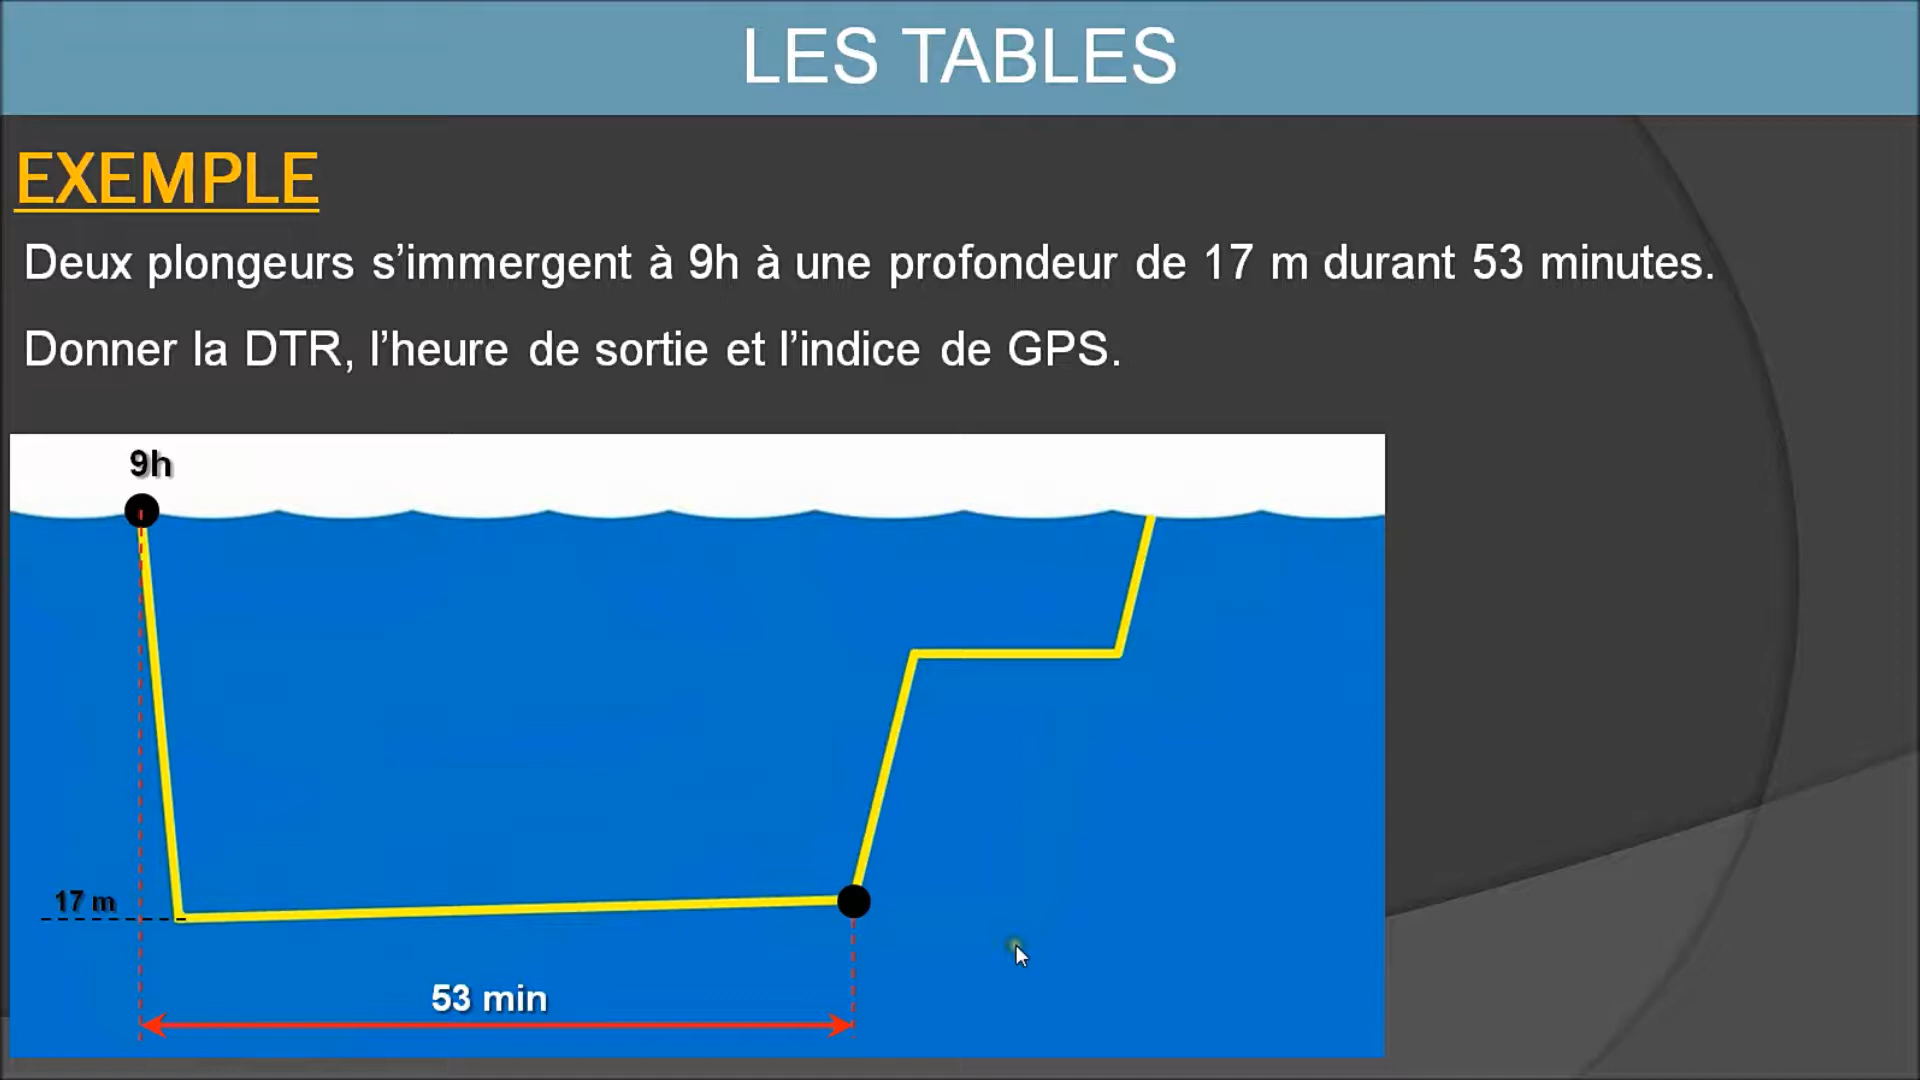 LES TABLES
EXEMPLE
Deux plongeurs s’immergent à 9h à une profondeur de 17 m durant 53 minutes.
Donner la DTR, l’heure de sortie et l’indice de GPS.
9h
17 m
53 min